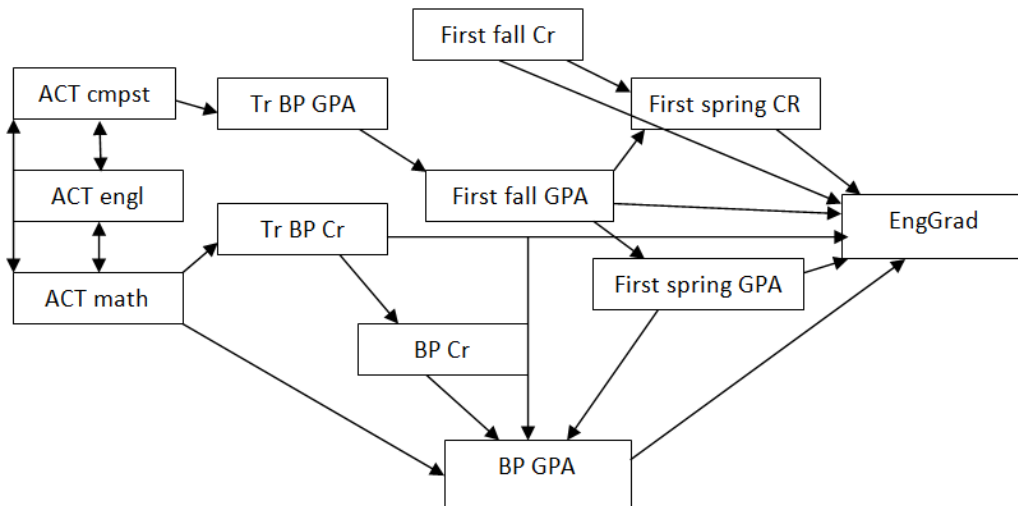 First fall Cr
ACT cmpst
Tr BP GPA
First spring CR
ACT engl
First fall GPA
Tr BP Cr
EngGrad
ACT math
First spring GPA
BP Cr
BP GPA